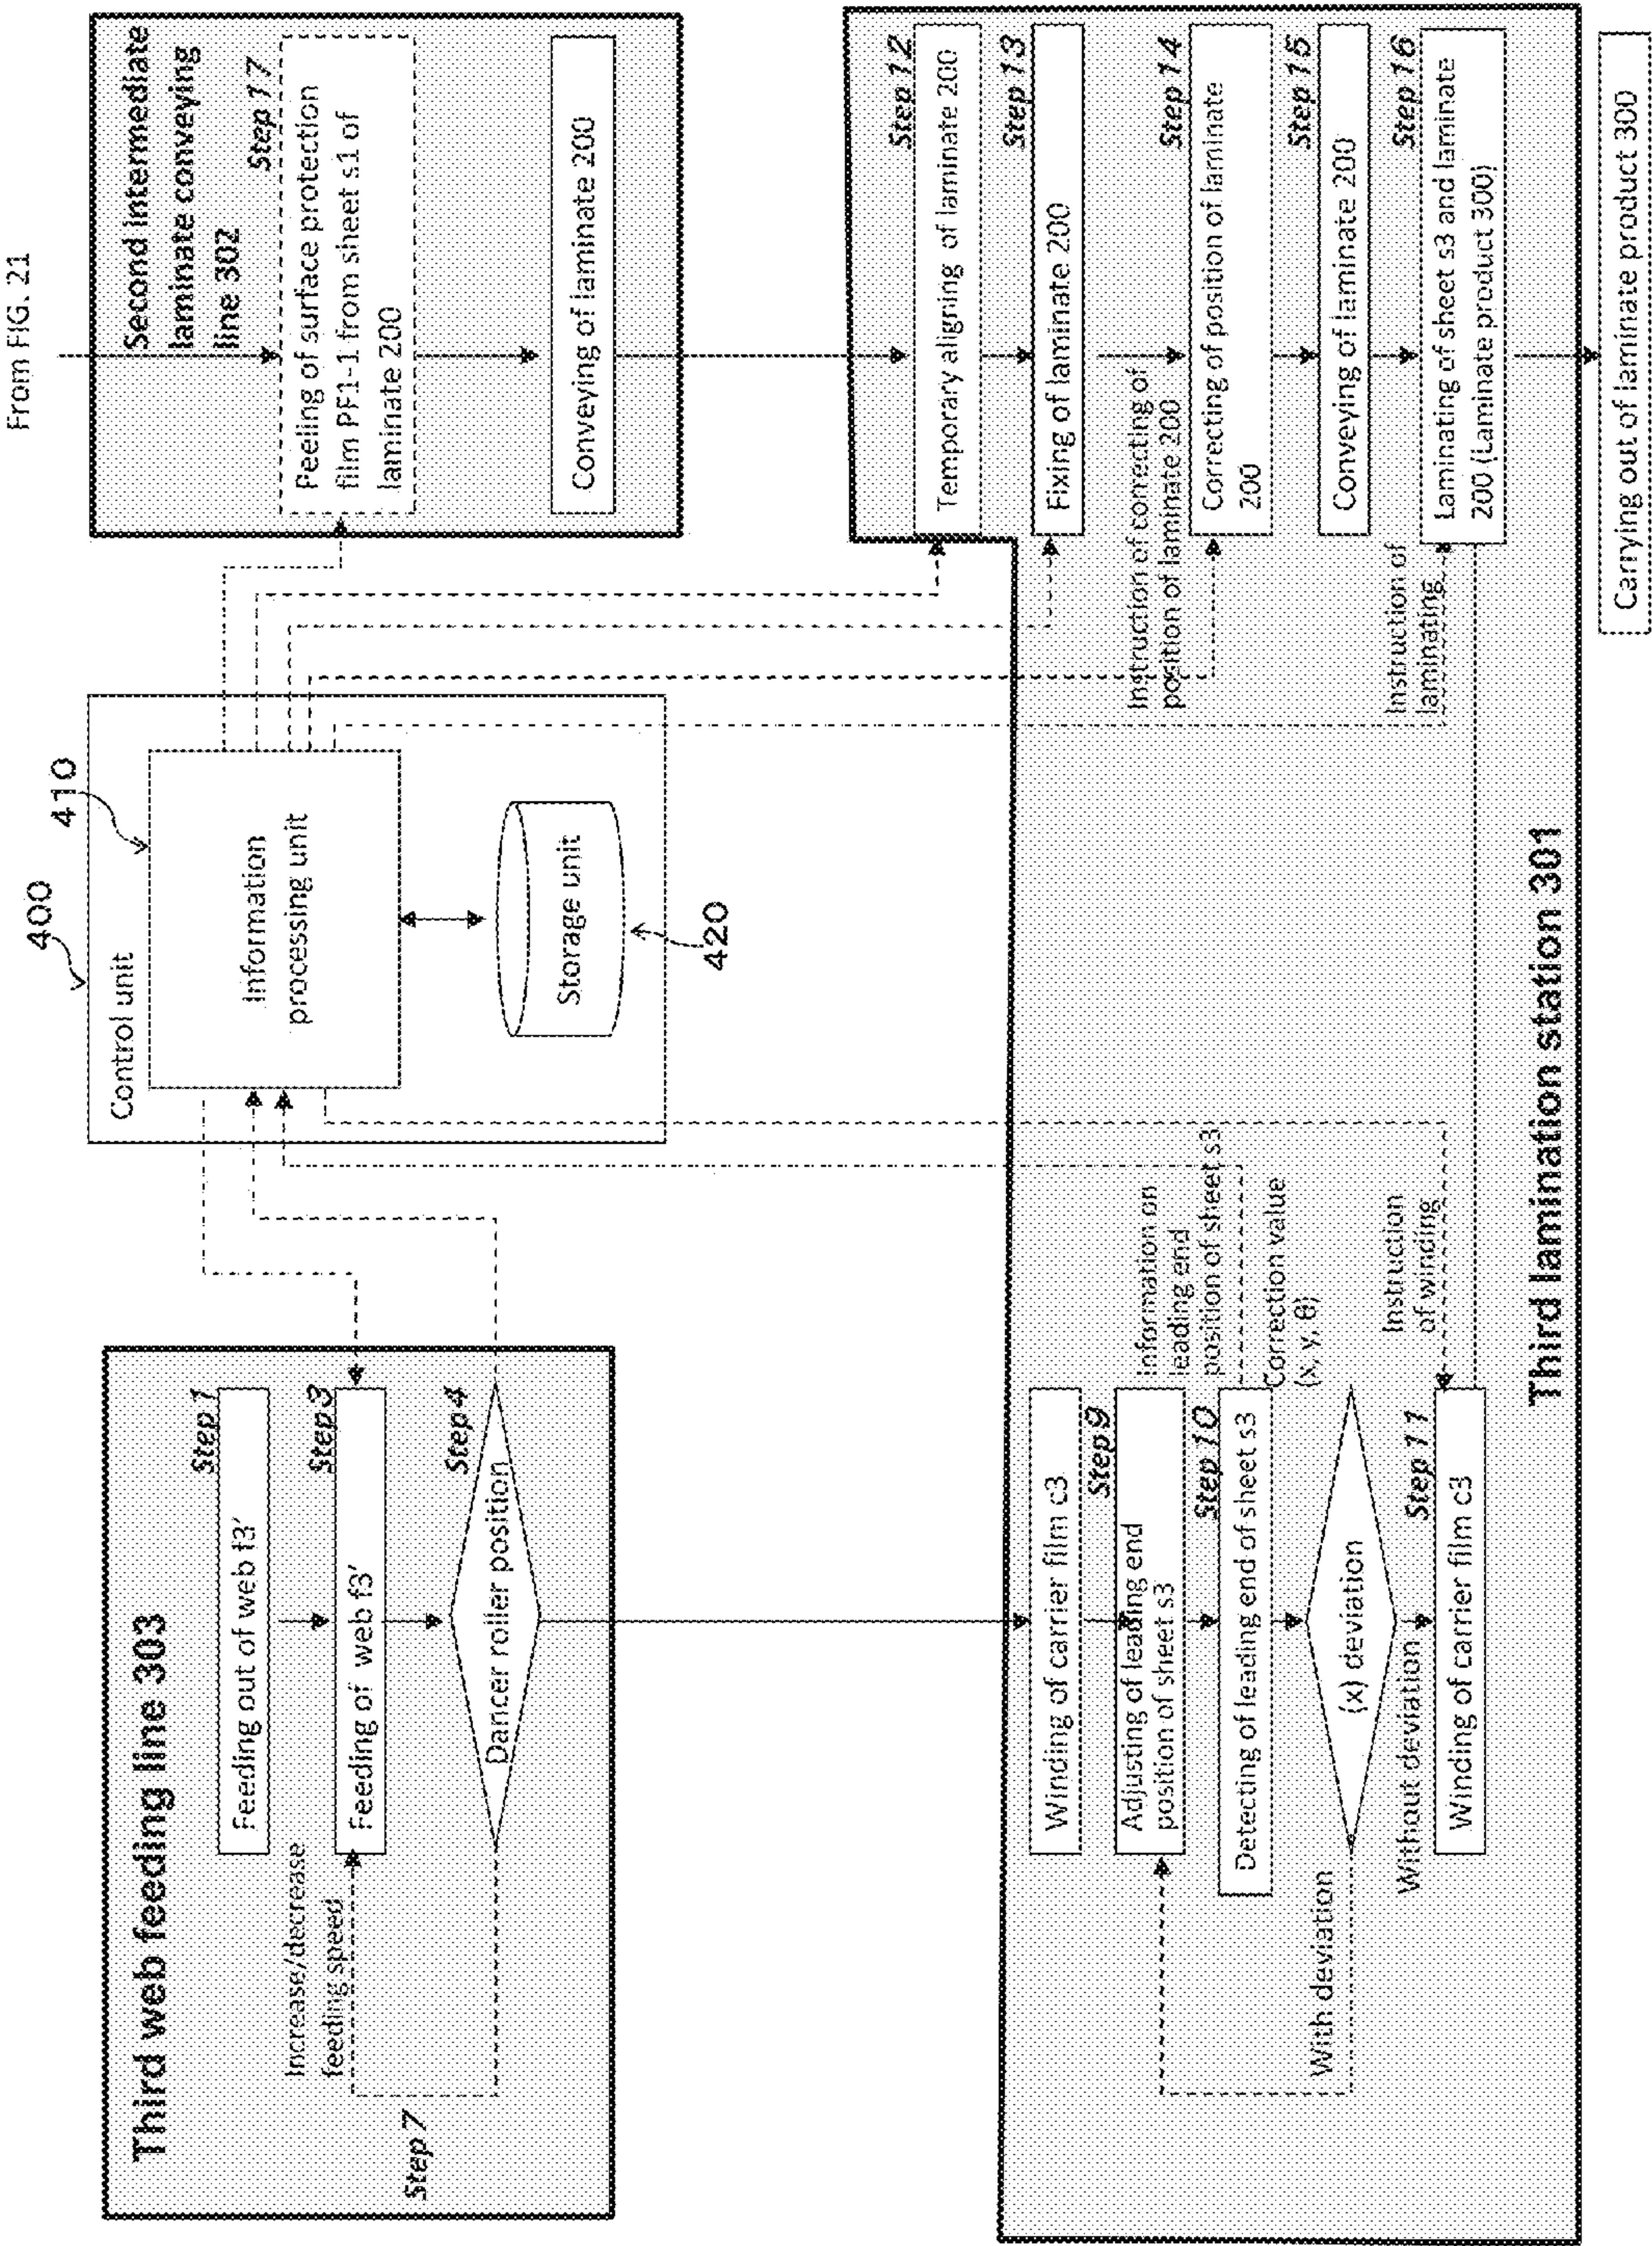 From FIG. 21
Third web feeding line 303
Step 1
Feeding out of web f3’
Increase/decrease
feeding speed
Step 3
Feeding of web f3’
Step 4
Dancer roller position
Step 7
400
410
Control unit
Information
processing unit
Storage unit
420
Second intermediate
laminate conveying
line 302
Step 17
Peeling of surface protection
film PF1-1 from sheet s1 of
laminate 200
Conveying of laminate 200
Winding of carrier film c3
Step 9
Adjusting of leading end
position of sheet s3
Step 10
Detecting of leading end of sheet s3
Information on
leading end
position of sheet s3
Correction value
(x, y, θ)
(x) deviation
With deviation
Without deviation
Step 11
Winding of carrier film c3
Instruction
of winding
Step 12
Temporary aligning of laminate 200
Step 13
Fixing of laminate 200
Instruction of correcting of
position of laminate 200
Step 14
Correcting of position of laminate
200
Step 15
Conveying of laminate 200
Instruction of
laminating
Step 16
Laminating of sheet s3 and laminate
200 (Laminate product 300)
Third lamination station 301
Carrying out of laminate product 300